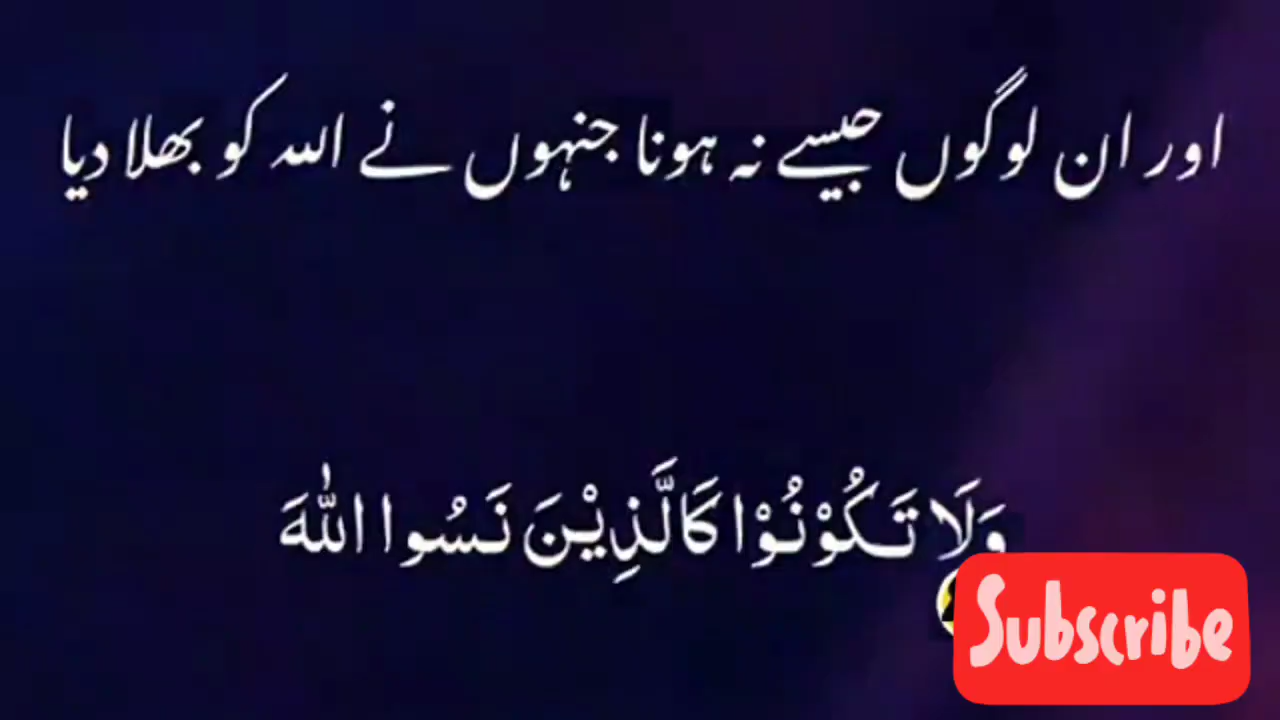 اور ان لوگوں جیسے نہ ہونا جنہوں نے اللہ کو بھلا دیا
وَلَا تَكُوْنُوْا كَالَّذِيْنَ نَسُوا اللّٰهَ
Subscribe